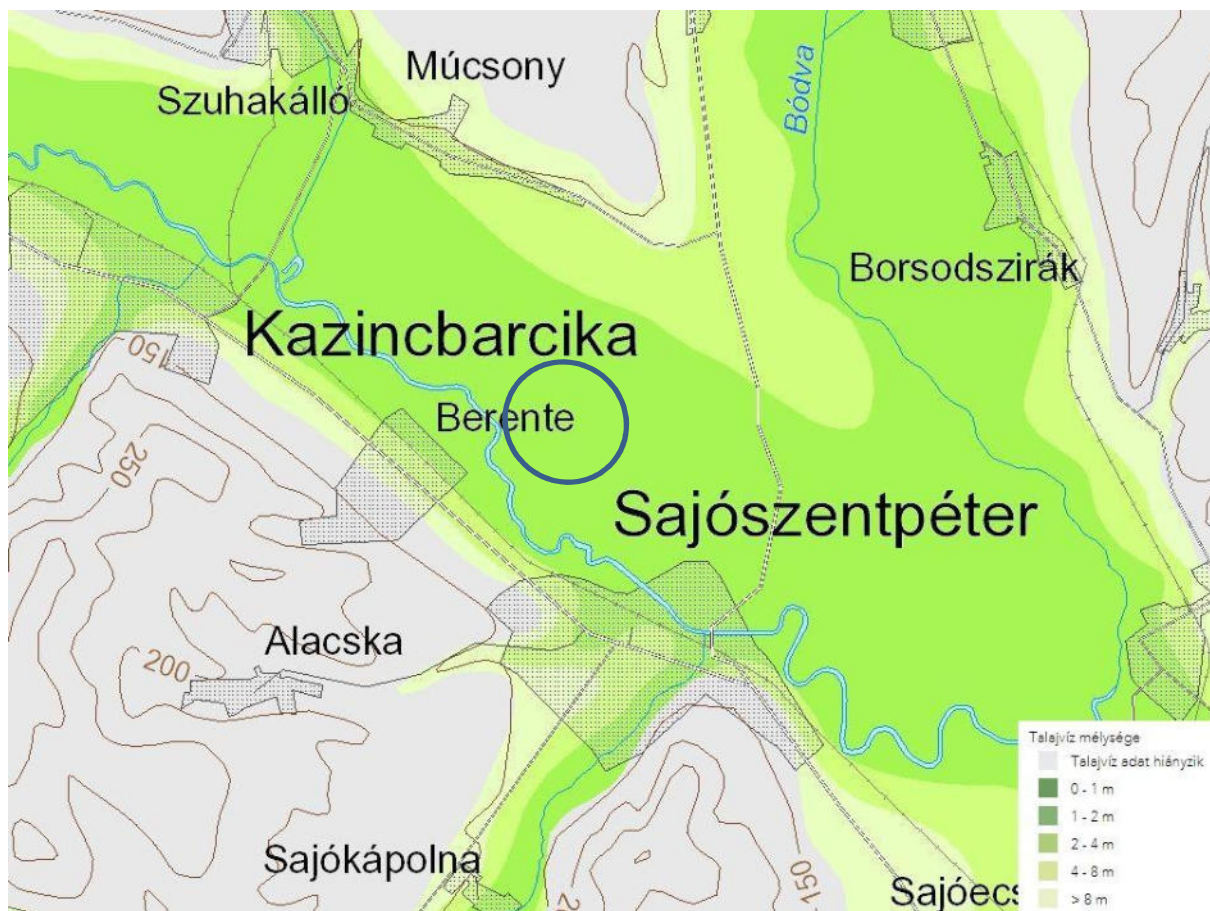 Múcsony
Szuhakálló
Bódva
Borsodszirák
Kazincbarcika
150
Berente
250
Sajószentpéter
Alacska
200
Talajvíz mélysége
Talajvíz adat hiányzik
0 - 1 m
1 - 2 m
2 - 4 m
4 - 8 m
> 8 m
Sajókápolna
150
Sajóecs